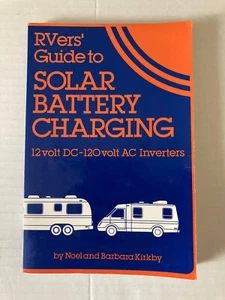 RVers'
Guide to
SOLAR
BATTERY
CHARGING
12 volt DC-120 volt AC Inverters
by Noel and Barbara Kirkby